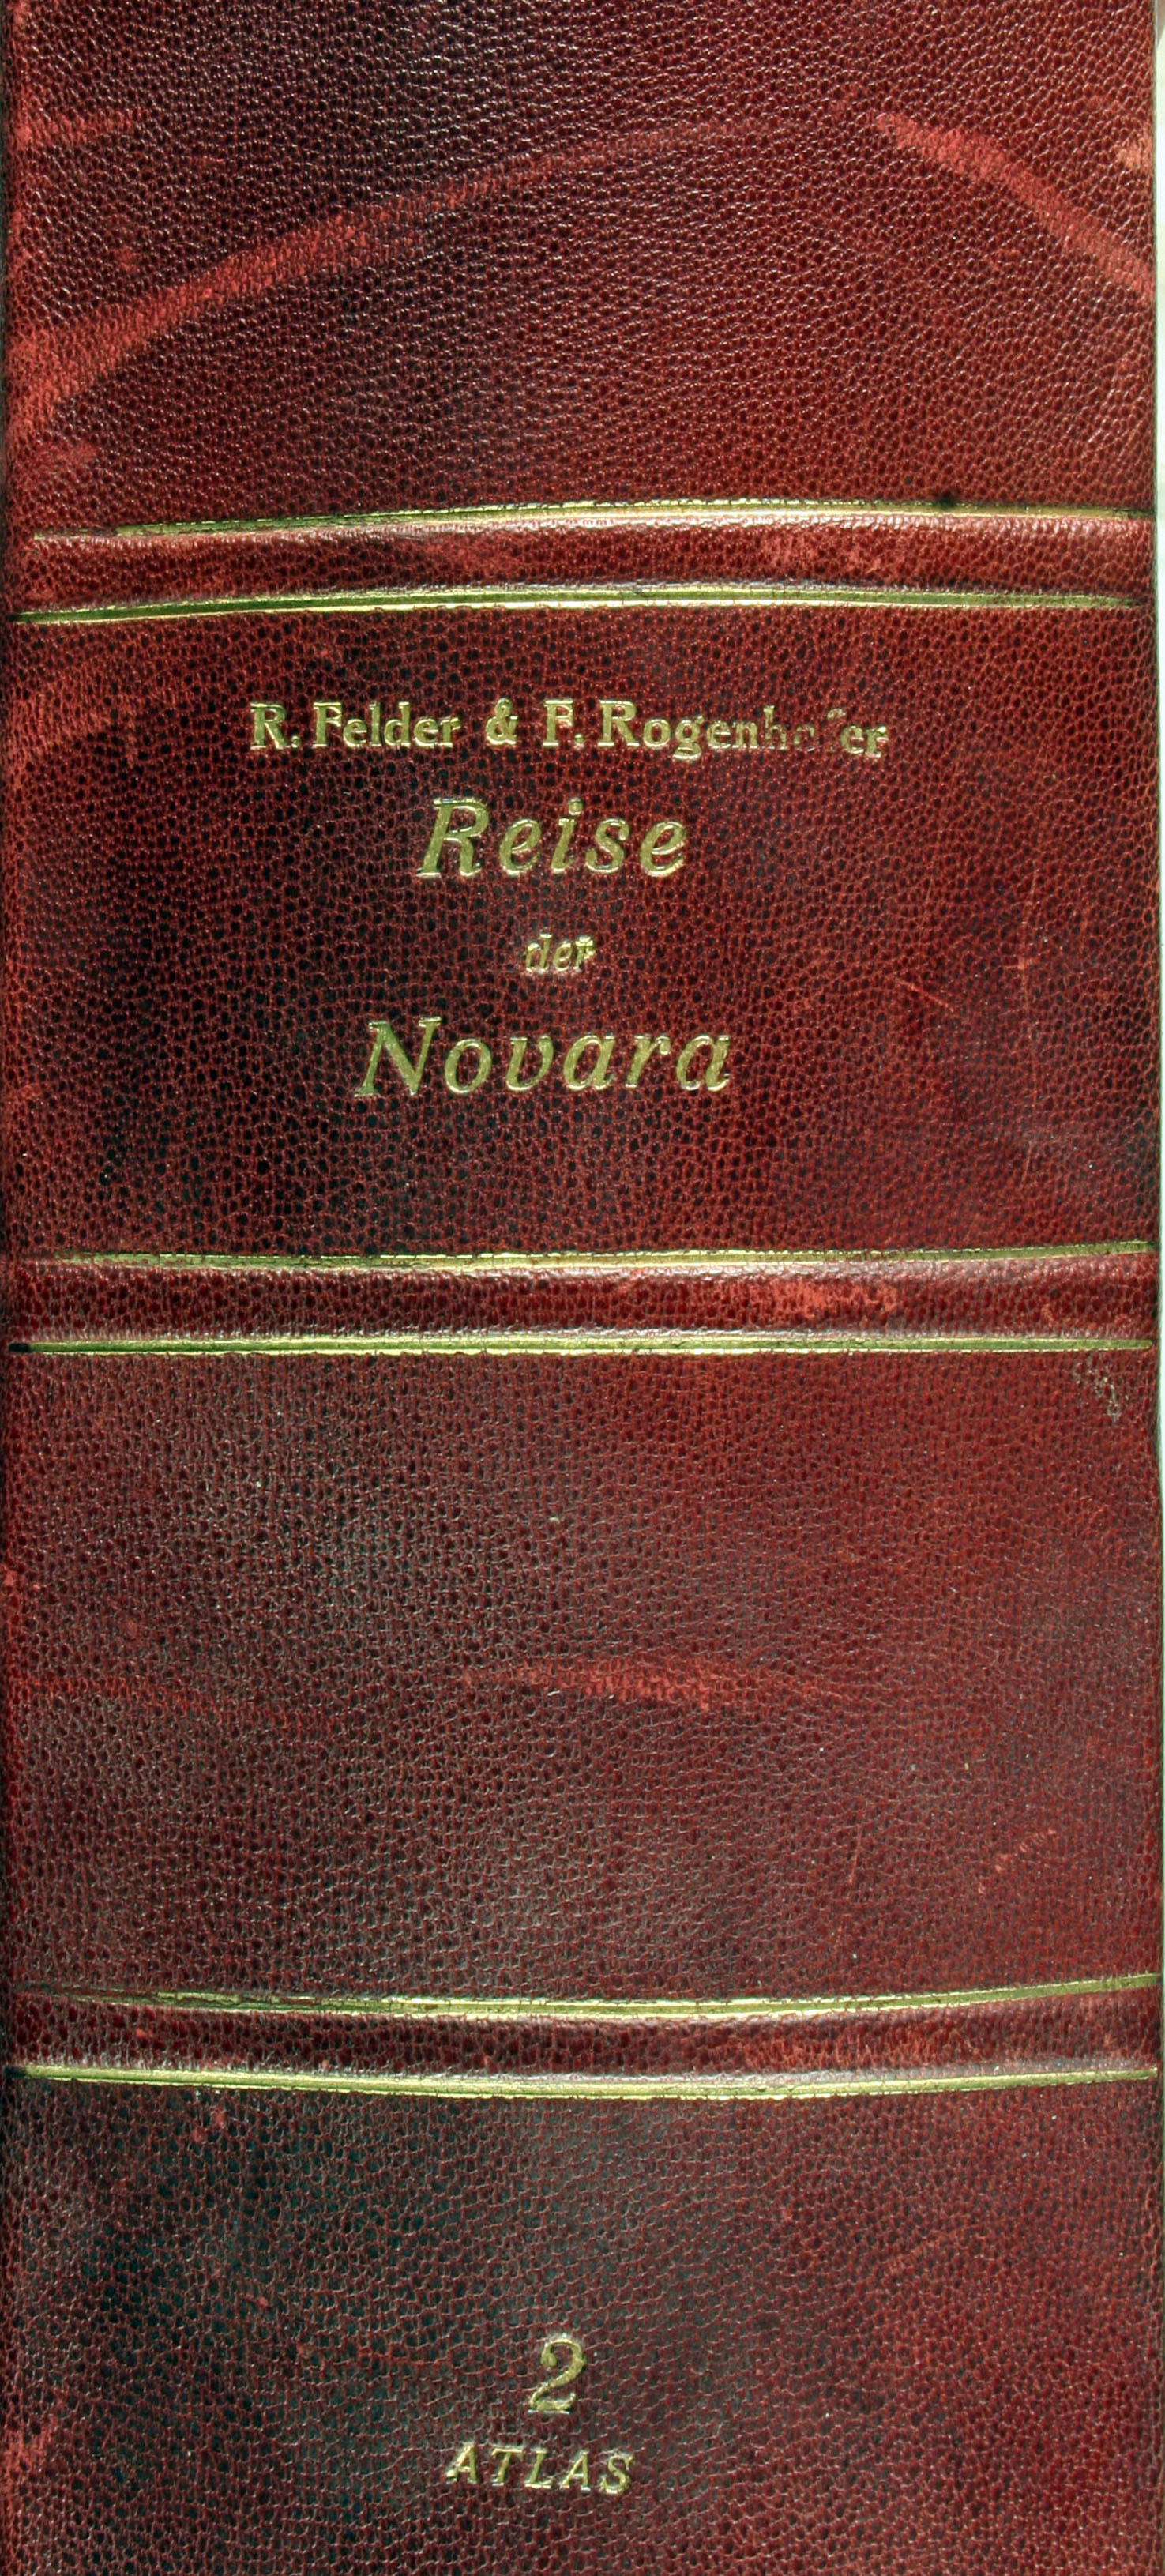 R. Felder & F. Rogenhofer
Reise
der
Novara
2
ATLAS